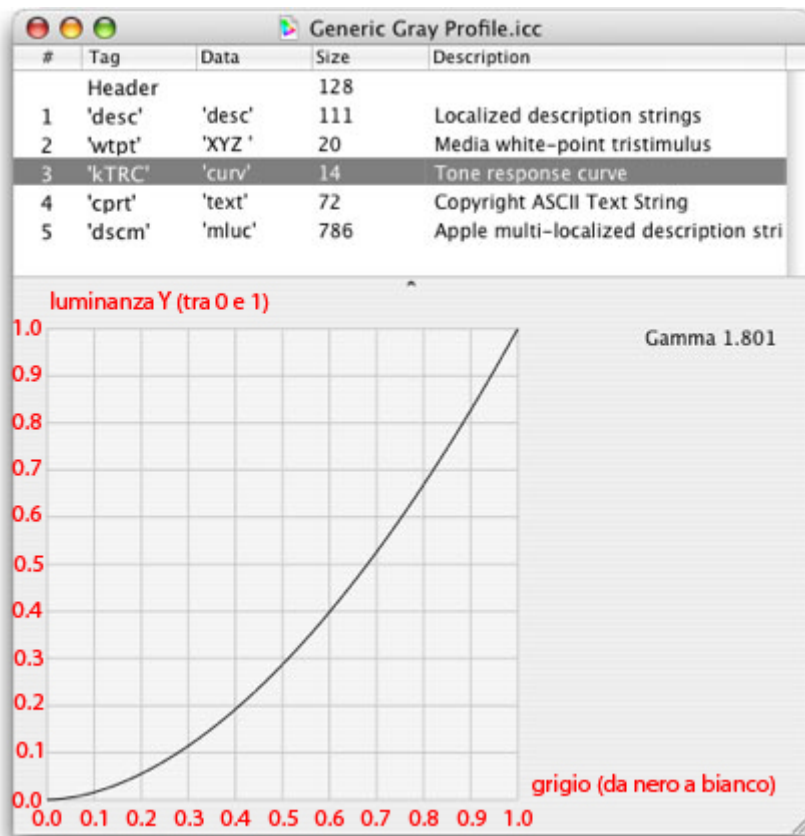 Generic Gray Profile.icc
# Tag Data Size Description
Header 128
1 'desc' 'desc' 111 Localized description strings
2 'wtpt' 'XYZ ' 20 Media white-point tristimulus
3 'kTRC' 'curv' 14 Tone response curve
4 'cprt' 'text' 72 Copyright ASCII Text String
5 'dscm' 'mluc' 786 Apple multi-localized description stri
luminanza Y (tra 0 e 1)
1.0
Gamma 1.801
0.9
0.8
0.7
0.6
0.5
0.4
0.3
0.2
0.1
grigio (da nero a bianco)
0.0
0.0 0.1 0.2 0.3 0.4 0.5 0.6 0.7 0.8 0.9 1.0